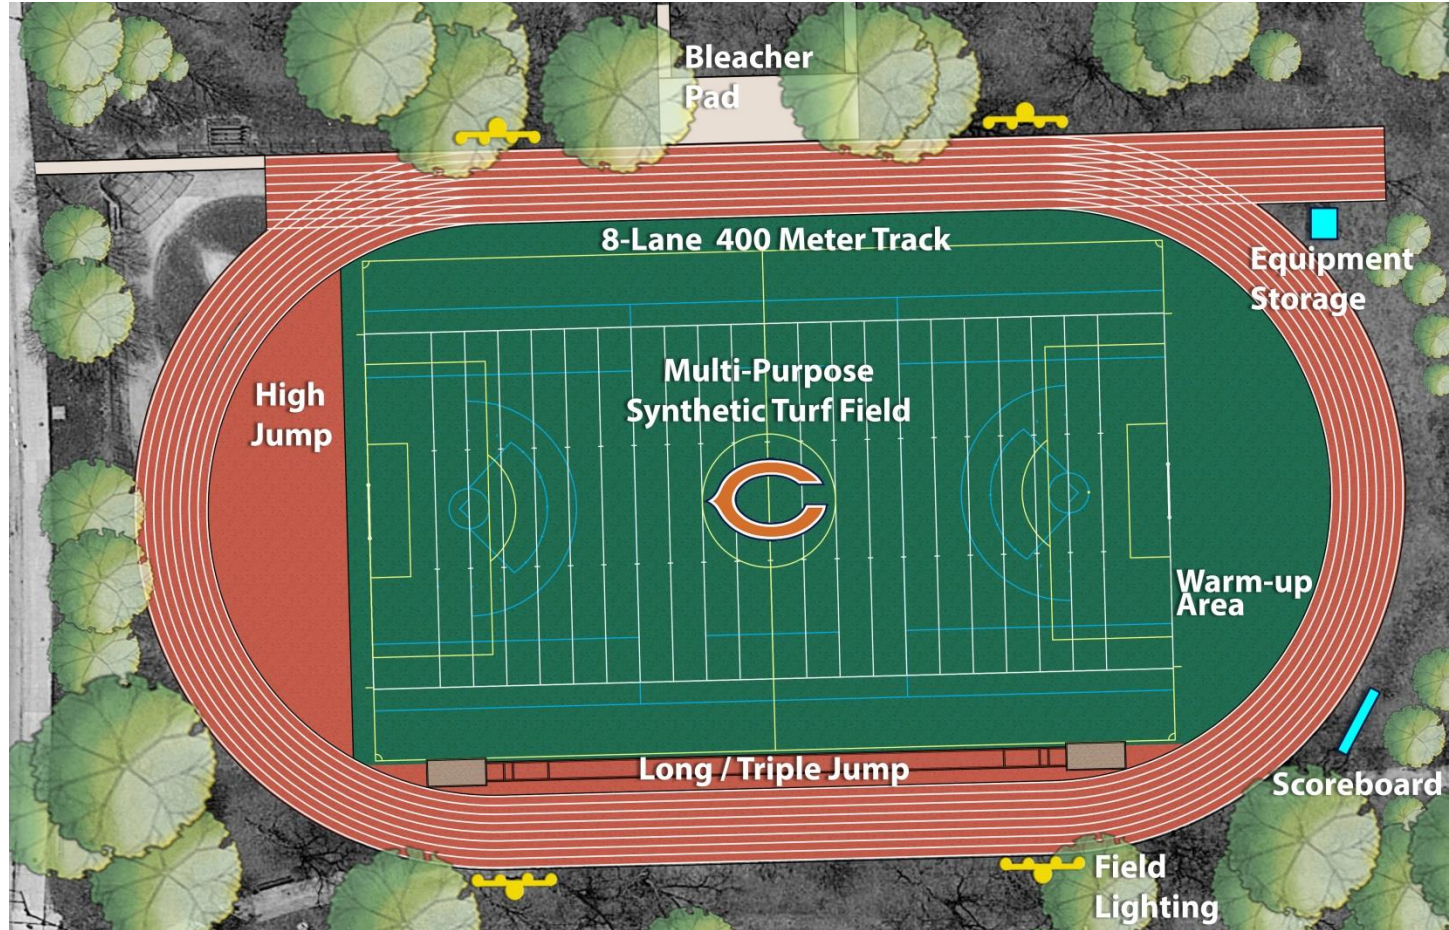 Bleacher
Pad
8-Lane 400 Meter Track
Equipment
Storage
Multi-Purpose
Synthetic Turf Field
High
Jump
Warm-up
Area
Long / Triple Jump
Scoreboard
Field
Lighting